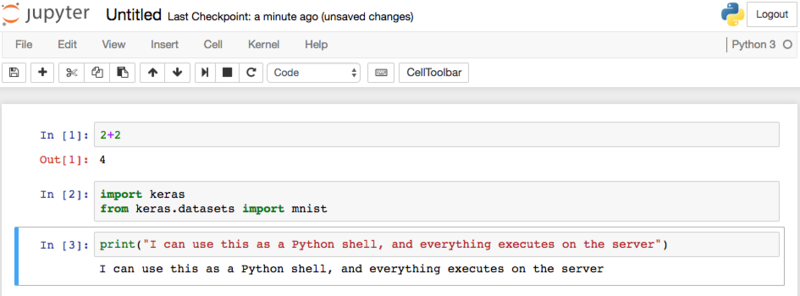 jupyter Untitled Last Checkpoint: a minute ago (unsaved changes) Logout
File Edit View Insert Cell Kernel Help Python 3
Code CellToolbar
In [1]: 2+2
Out[1]: 4
In [2]: import keras
from keras.datasets import mnist
In [3]: print("I can use this as a Python shell, and everything executes on the server")
I can use this as a Python shell, and everything executes on the server